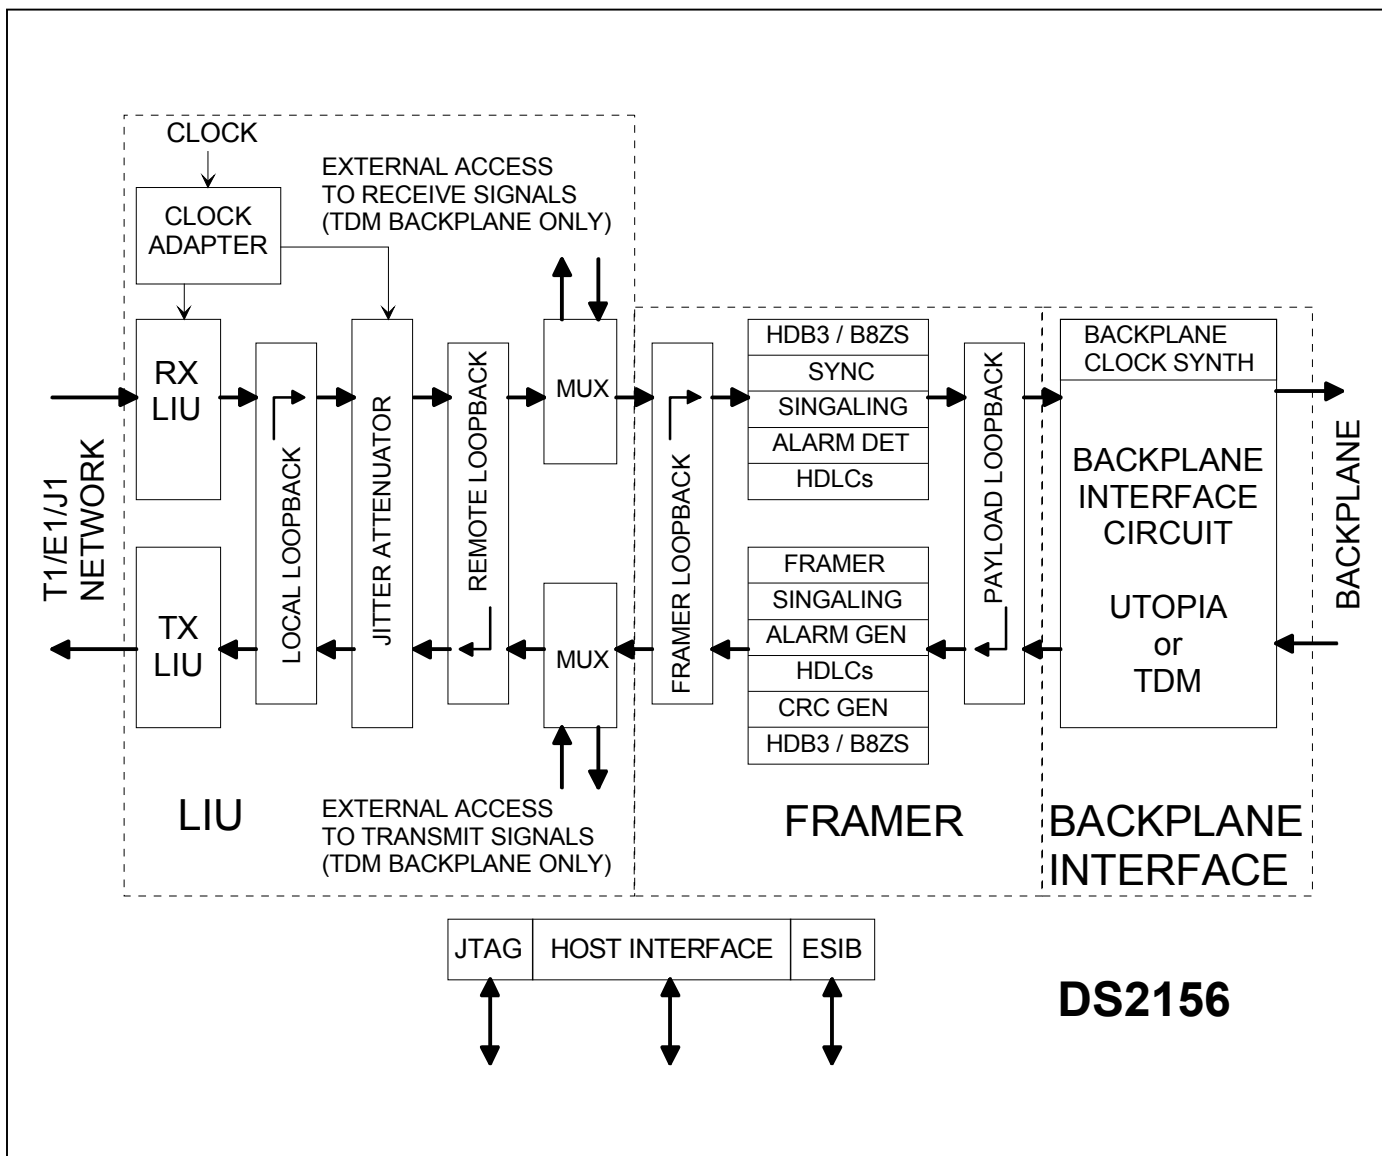 CLOCK
EXTERNAL ACCESS
TO RECEIVE SIGNALS
(TDM BACKPLANE ONLY)
CLOCK
ADAPTER
RX
LIU
LOCAL LOOPBACK
JITTER ATTENUATOR
REMOTE LOOPBACK
MUX
FRAMER LOOPBACK
HDB3 / B8ZS
SYNC
SINGALING
ALARM DET
HDLCs
PAYLOAD LOOPBACK
BACKPLANE
CLOCK SYNTH
BACKPLANE
INTERFACE
CIRCUIT
UTOPIA
or
TDM
BACKPLANE
T1/E1/J1
NETWORK
TX
LIU
MUX
FRAMER
SINGALING
ALARM GEN
HDLCs
CRC GEN
HDB3 / B8ZS
LIU
EXTERNAL ACCESS
TO TRANSMIT SIGNALS
(TDM BACKPLANE ONLY)
FRAMER
BACKPLANE
INTERFACE
JTAG
HOST INTERFACE
ESIB
DS2156